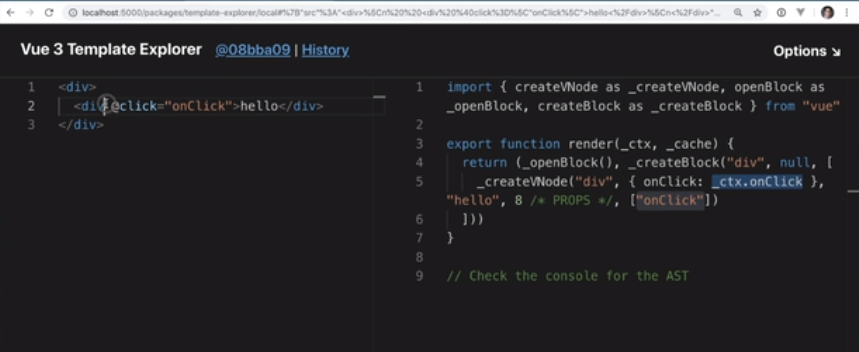 localhost:5000/packages/template-explorer/local#%7B"src"%3A"<div>%5Cn%20%20<div%20%40click%3D%5C"onClick%5C">hello<%2Fdiv>%5Cn<%2Fdiv>"...
Vue 3 Template Explorer @08bba09 | History
Options ↘
1 <div>
2 <div @click="onClick">hello</div>
3 </div>
1 import { createVNode as _createVNode, openBlock as
_openBlock, createBlock as _createBlock } from "vue"
2
3 export function render(_ctx, _cache) {
4 return (_openBlock(), _createBlock("div", null, [
5 _createVNode("div", { onClick: _ctx.onClick },
"hello", 8 /* PROPS */, ["onClick"])
6 ]))
7 }
8
9 // Check the console for the AST